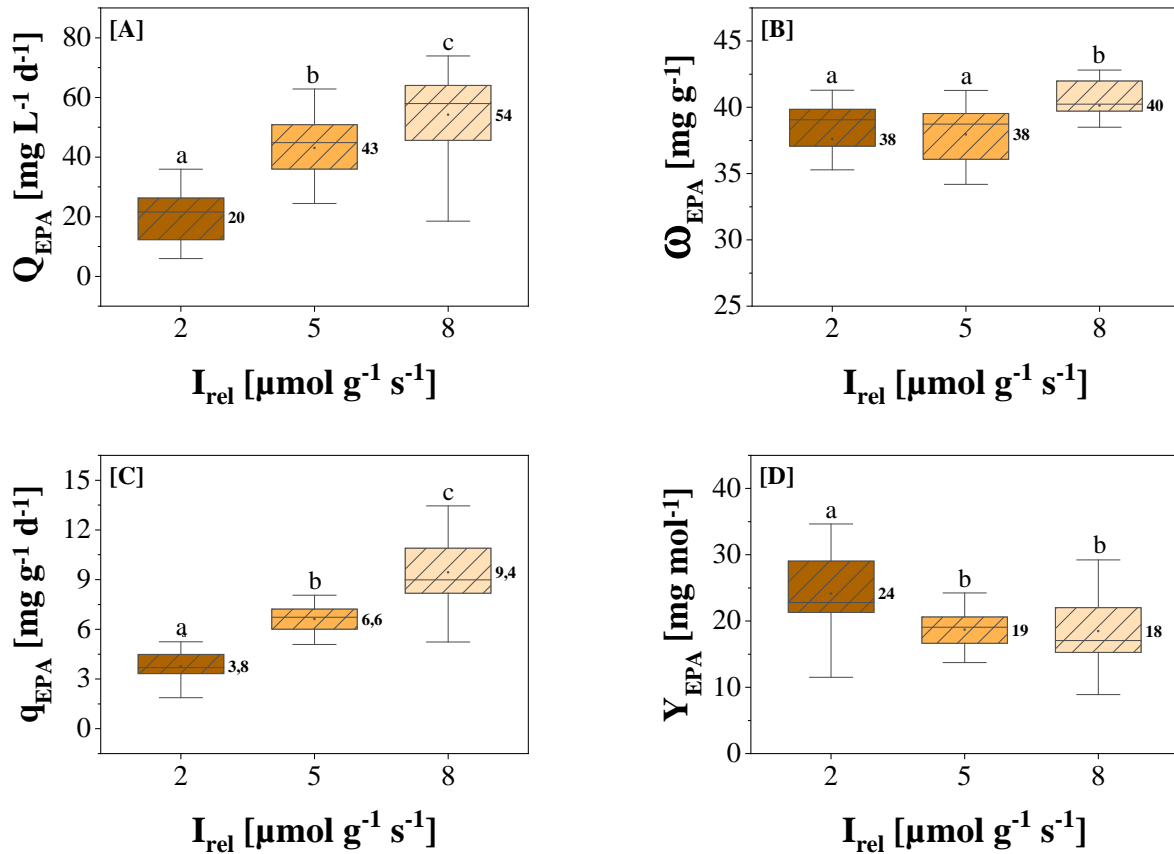 [A]
Q_EPA [mg L⁻¹ d⁻¹]
80
60
40
20
0
a
b
c
20
43
54
2
5
8
I_rel [µmol g⁻¹ s⁻¹]
[B]
ω_EPA [mg g⁻¹]
45
40
35
30
25
a
a
b
38
38
40
2
5
8
I_rel [µmol g⁻¹ s⁻¹]
[C]
q_EPA [mg g⁻¹ d⁻¹]
15
12
9
6
3
0
a
b
c
3,8
6,6
9,4
2
5
8
I_rel [µmol g⁻¹ s⁻¹]
[D]
Y_EPA [mg mol⁻¹]
40
30
20
10
0
a
b
b
24
19
18
2
5
8
I_rel [µmol g⁻¹ s⁻¹]